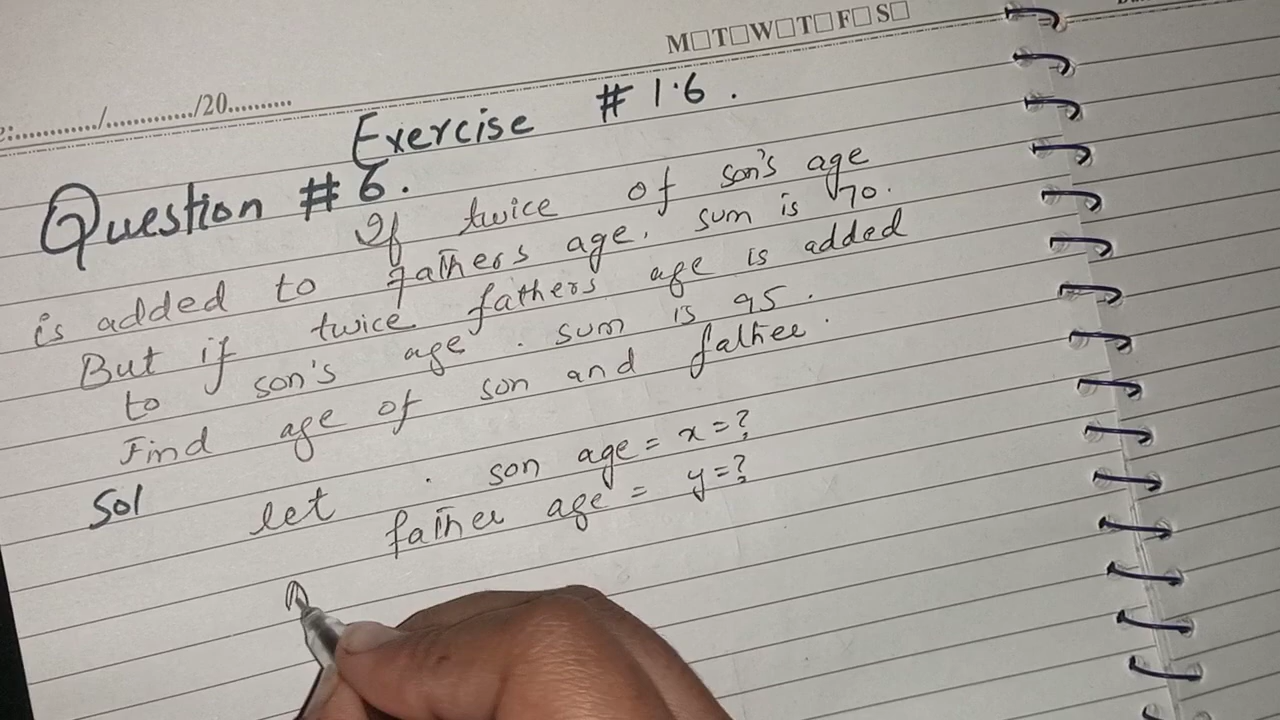 M□T□W□T□F□S□
e:............/............/20..........
Exercise # 1.6.
Question # 6.
If twice of son's age
is added to fathers age. sum is 70.
But if twice fathers age is added
to son's age. sum is 95.
Find age of son and father.
Sol let. son age = x = ?
father age = y = ?